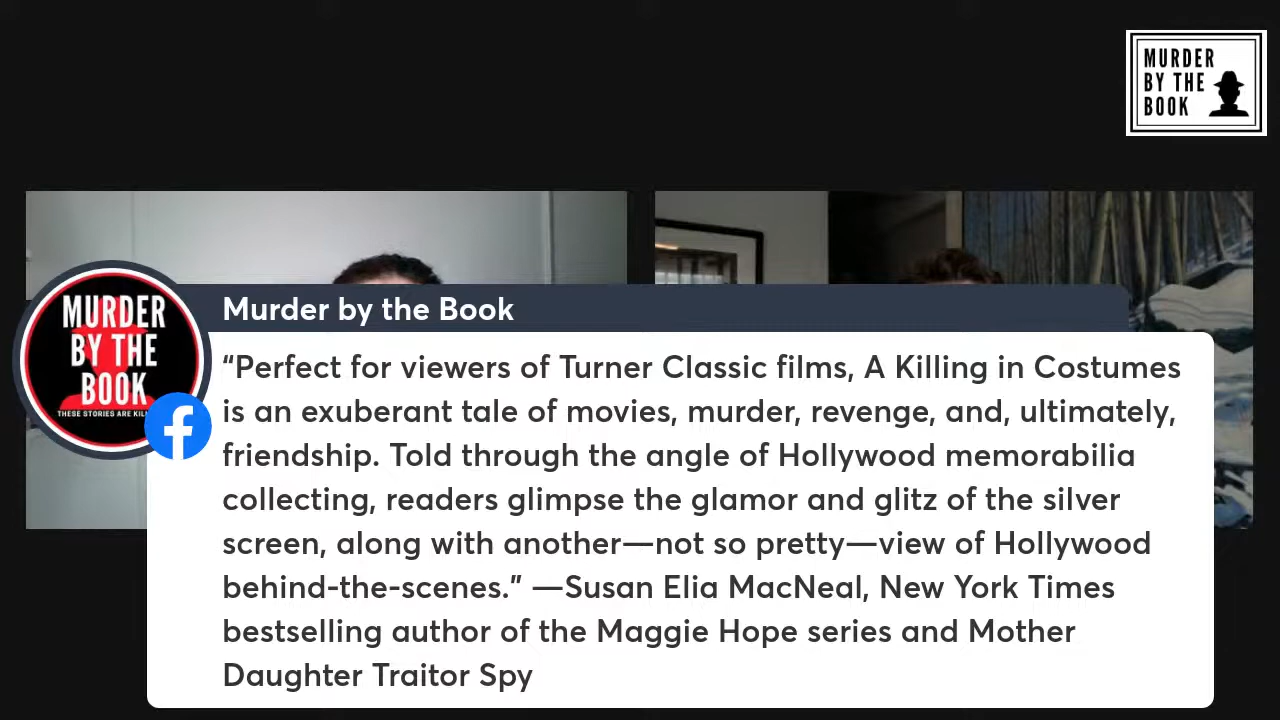 MURDER
BY THE
BOOK
Murder by the Book
MURDER
BY THE
BOOK
THESE STORIES ARE
“Perfect for viewers of Turner Classic films, A Killing in Costumes
is an exuberant tale of movies, murder, revenge, and, ultimately,
friendship. Told through the angle of Hollywood memorabilia
collecting, readers glimpse the glamor and glitz of the silver
screen, along with another—not so pretty—view of Hollywood
behind-the-scenes.” —Susan Elia MacNeal, New York Times
bestselling author of the Maggie Hope series and Mother
Daughter Traitor Spy